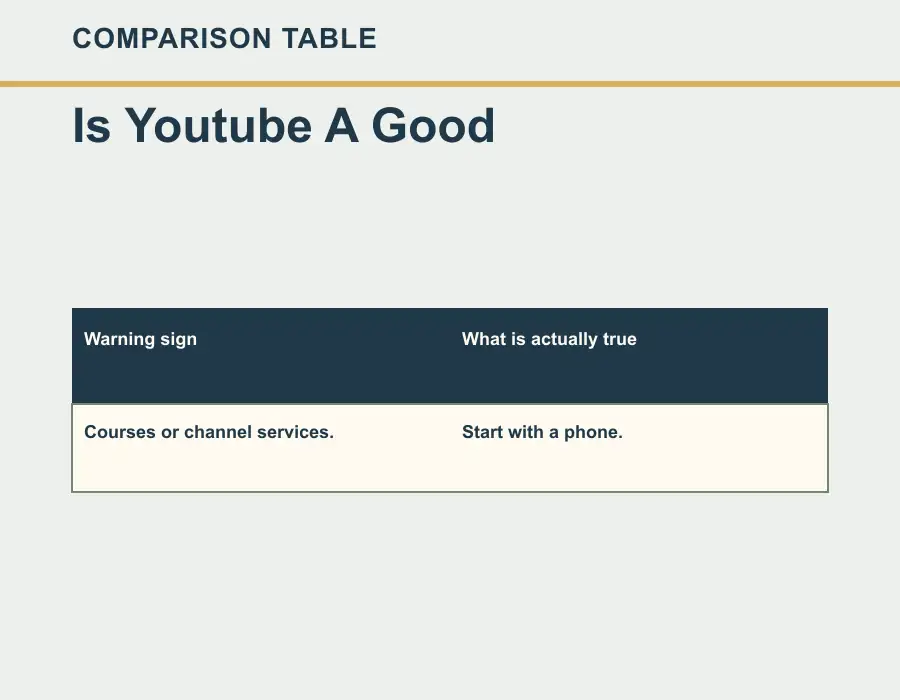 COMPARISON TABLE
Is Youtube A Good
Warning sign What is actually true
Courses or channel services. Start with a phone.